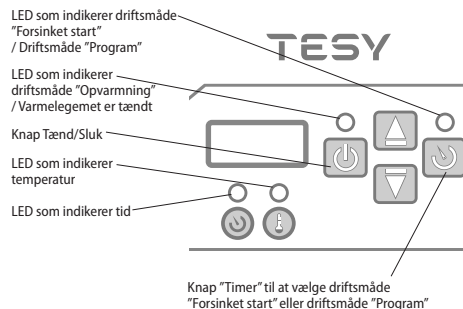 LED som indikerer driftsmåde
"Forsinket start"
/ Driftsmåde "Program"
TESY
LED som indikerer
driftsmåde "Opvarmning"
/ Varmelegemet er tændt
Knap Tænd/Sluk
LED som indikerer
temperatur
LED som indikerer tid
Knap "Timer" til at vælge driftsmåde
"Forsinket start" eller driftsmåde "Program"